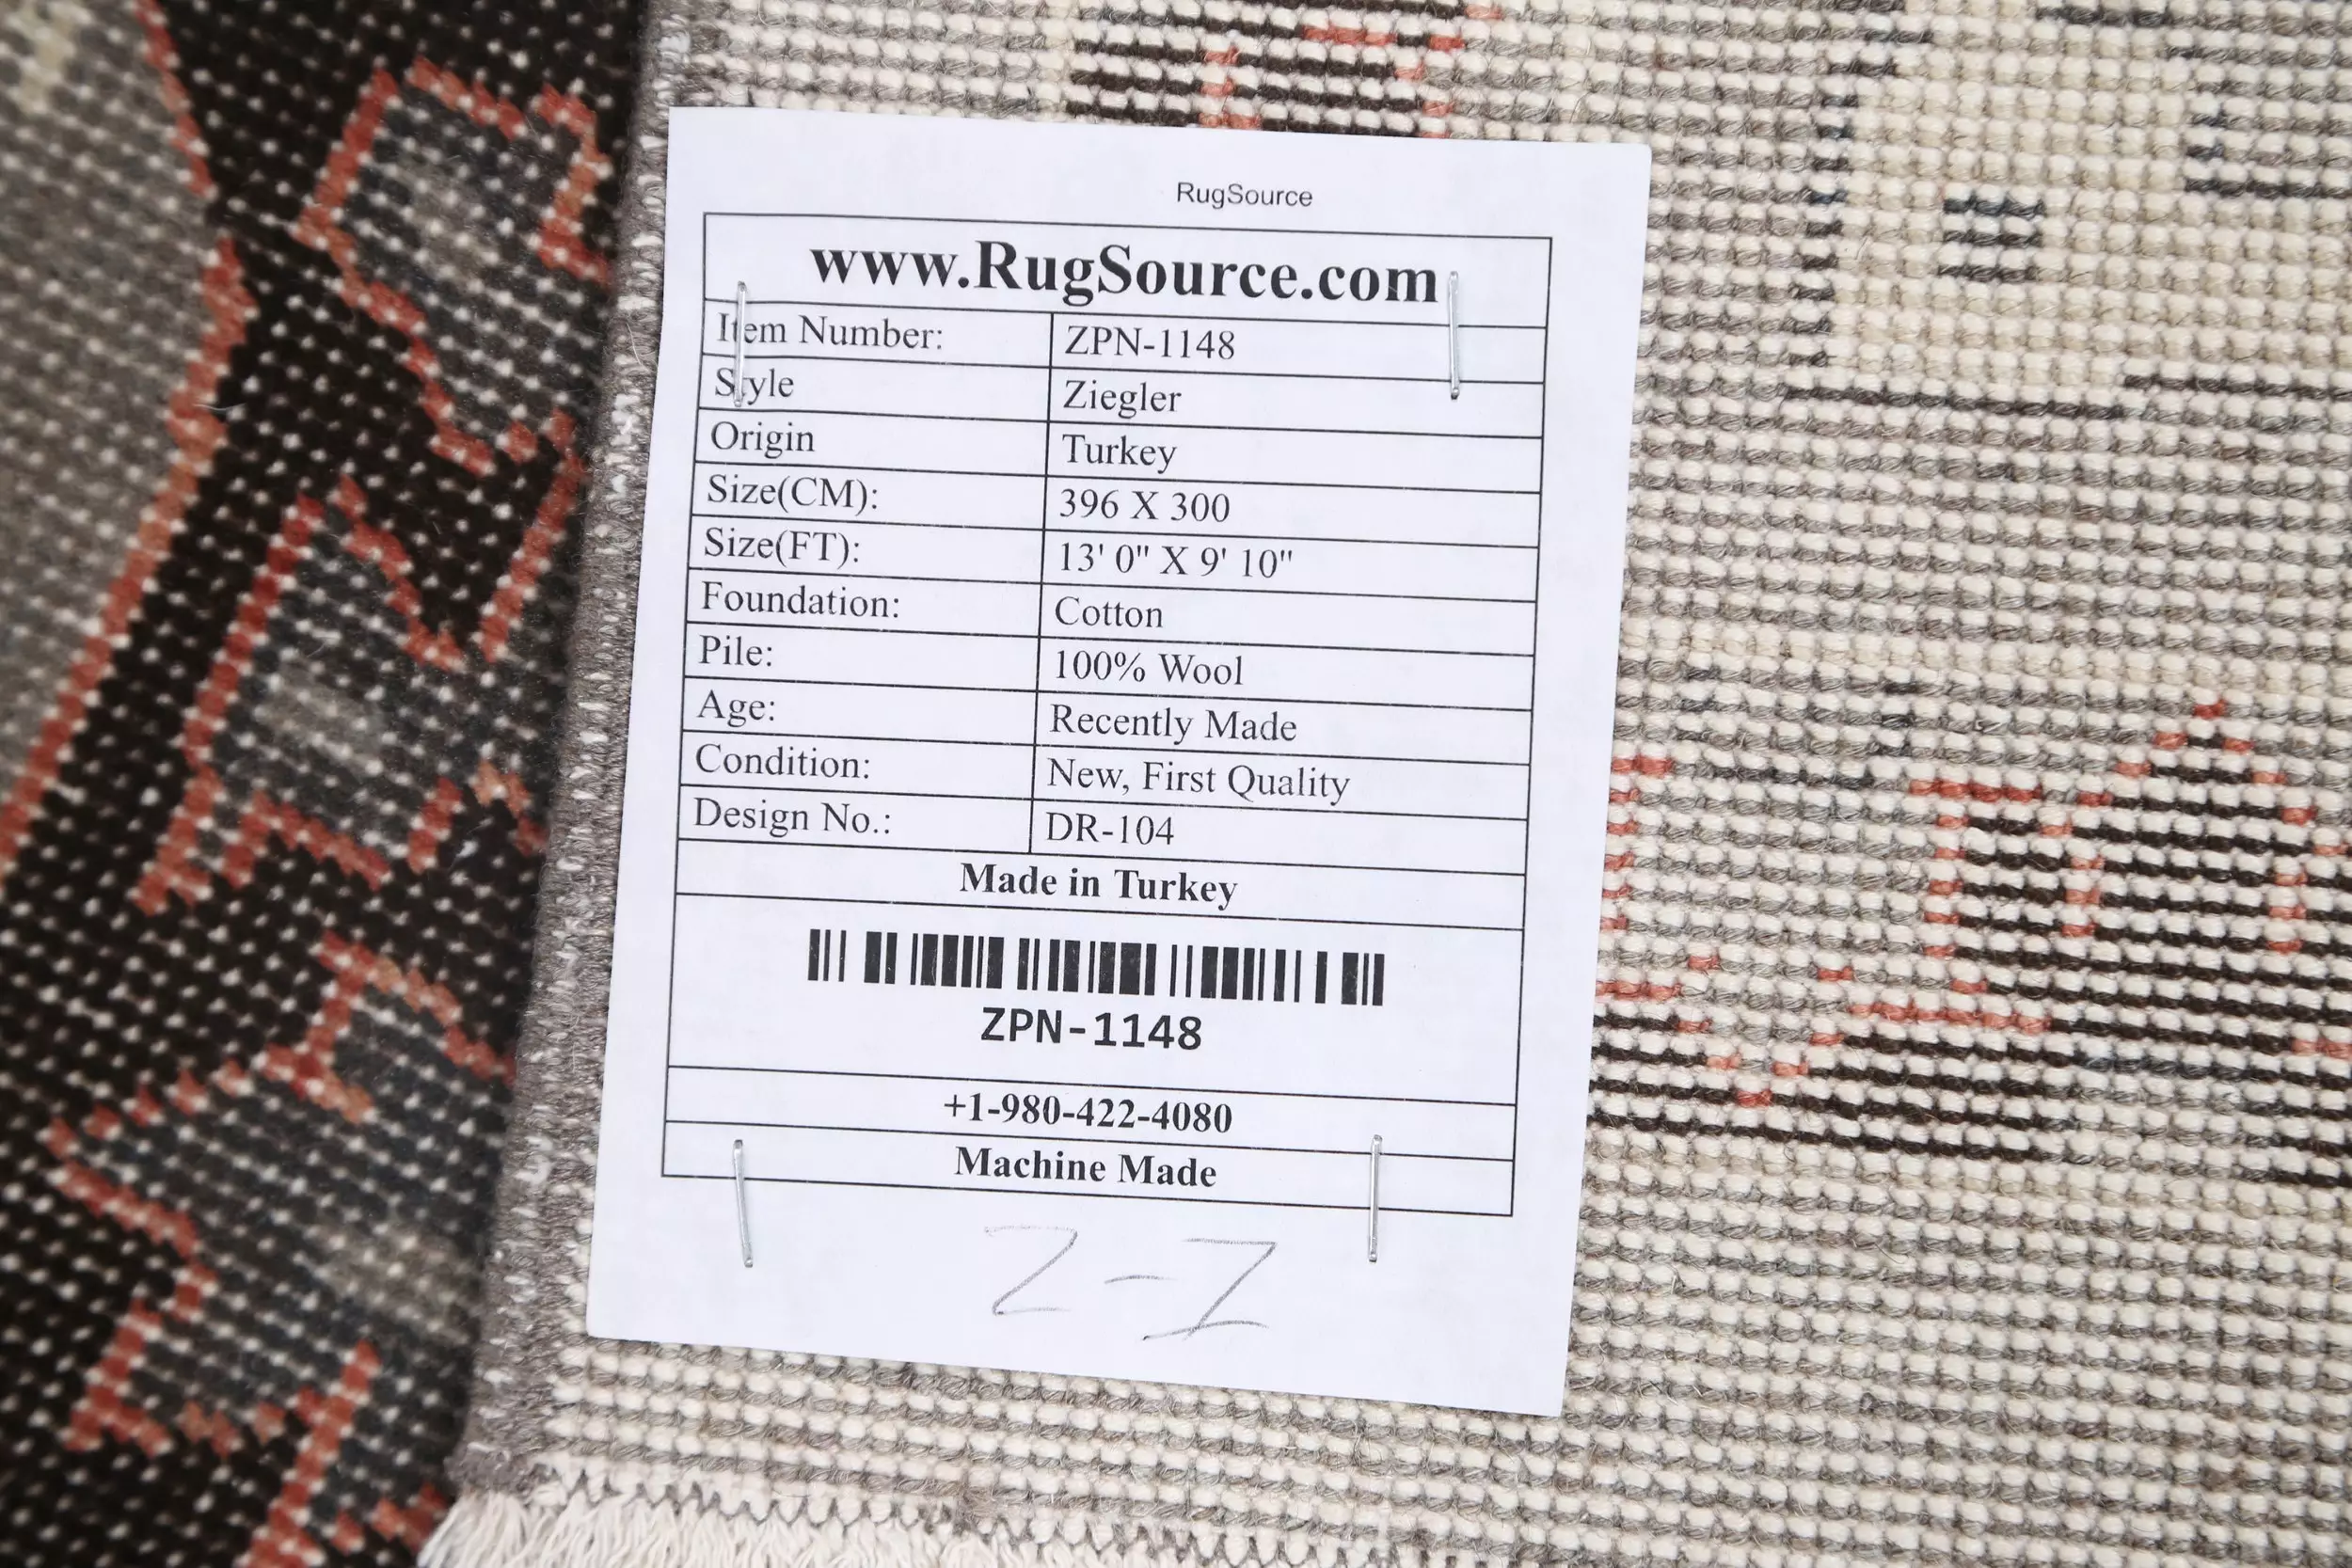 RugSource
www.RugSource.com
Item Number: ZPN-1148
Style Ziegler
Origin Turkey
Size(CM): 396 X 300
Size(FT): 13' 0" X 9' 10"
Foundation: Cotton
Pile: 100% Wool
Age: Recently Made
Condition: New, First Quality
Design No.: DR-104
Made in Turkey
ZPN-1148
+1-980-422-4080
Machine Made
Z-Z